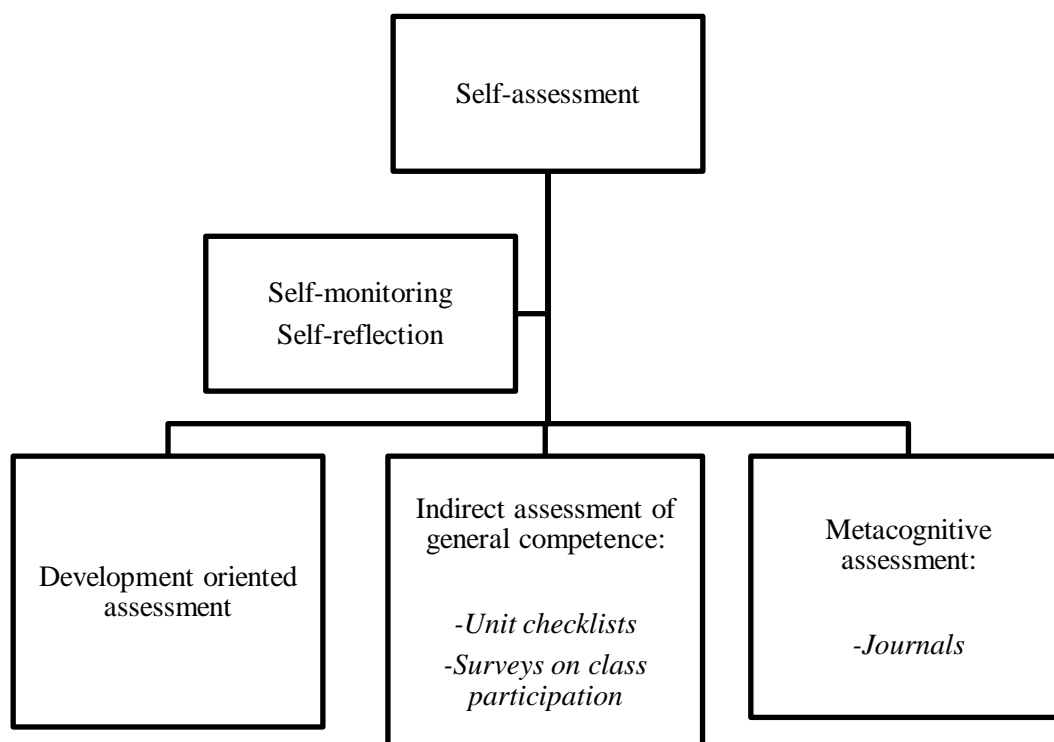 Self-assessment
Self-monitoring
Self-reflection
Development oriented
assessment
Indirect assessment of
general competence:
-Unit checklists
-Surveys on class
participation
Metacognitive
assessment:
-Journals